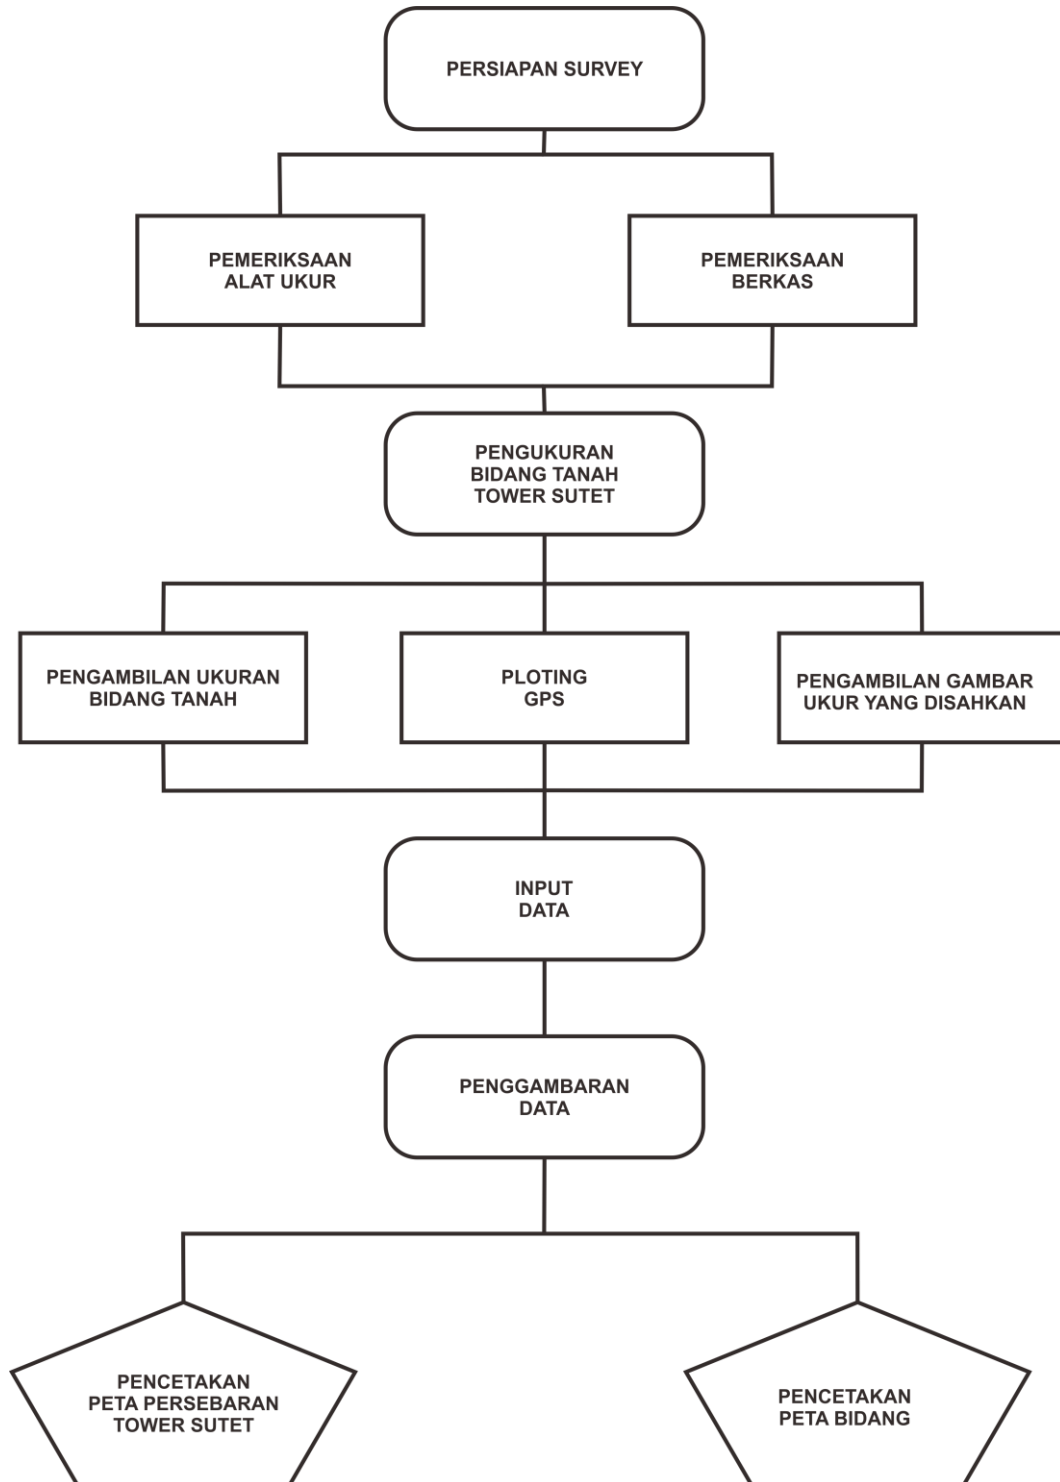 PERSIAPAN SURVEY
PEMERIKSAAN
ALAT UKUR
PEMERIKSAAN
BERKAS
PENGUKURAN
BIDANG TANAH
TOWER SUTET
PENGAMBILAN UKURAN
BIDANG TANAH
PLOTING
GPS
PENGAMBILAN GAMBAR
UKUR YANG DISAHKAN
INPUT
DATA
PENGGAMBARAN
DATA
PENCETAKAN
PETA PERSEBARAN
TOWER SUTET
PENCETAKAN
PETA BIDANG